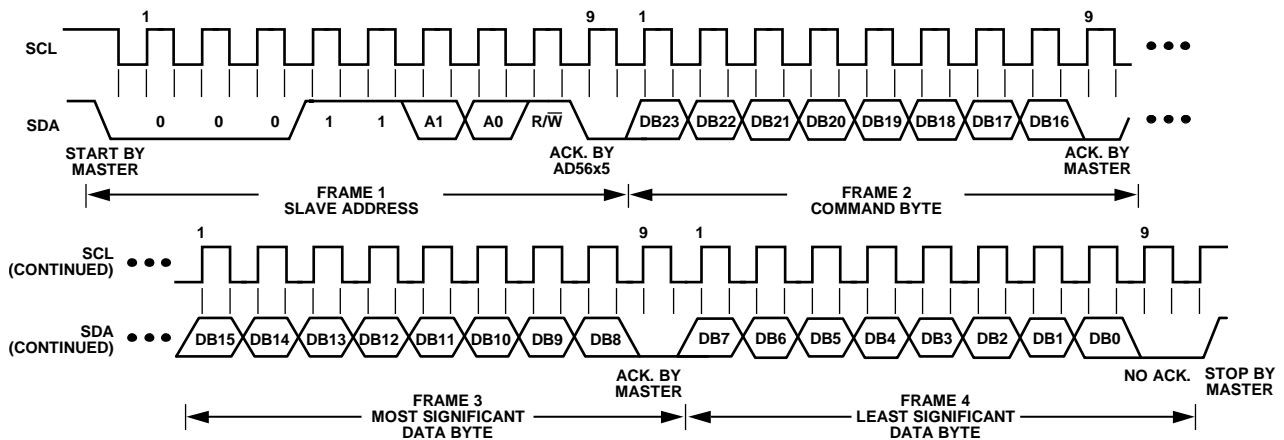 1 9 1 9
SCL
SDA 0 0 0 1 1 A1 A0 R/W̅ DB23 DB22 DB21 DB20 DB19 DB18 DB17 DB16
START BY
MASTER
ACK. BY
AD56x5
ACK. BY
MASTER
FRAME 1
SLAVE ADDRESS
FRAME 2
COMMAND BYTE
1 9 1 9
SCL
(CONTINUED)
SDA
(CONTINUED)
DB15 DB14 DB13 DB12 DB11 DB10 DB9 DB8 DB7 DB6 DB5 DB4 DB3 DB2 DB1 DB0
ACK. BY
MASTER
NO ACK.
STOP BY
MASTER
FRAME 3
MOST SIGNIFICANT
DATA BYTE
FRAME 4
LEAST SIGNIFICANT
DATA BYTE